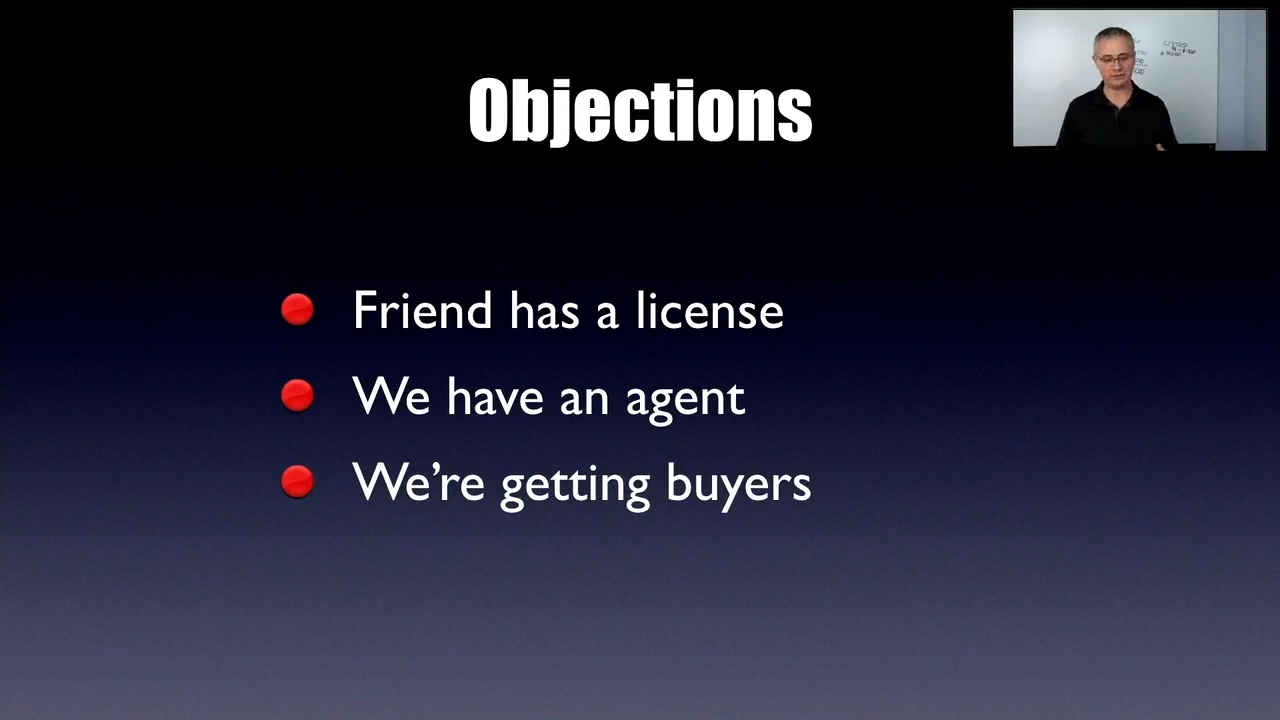 Objections
Friend has a license
We have an agent
We’re getting buyers